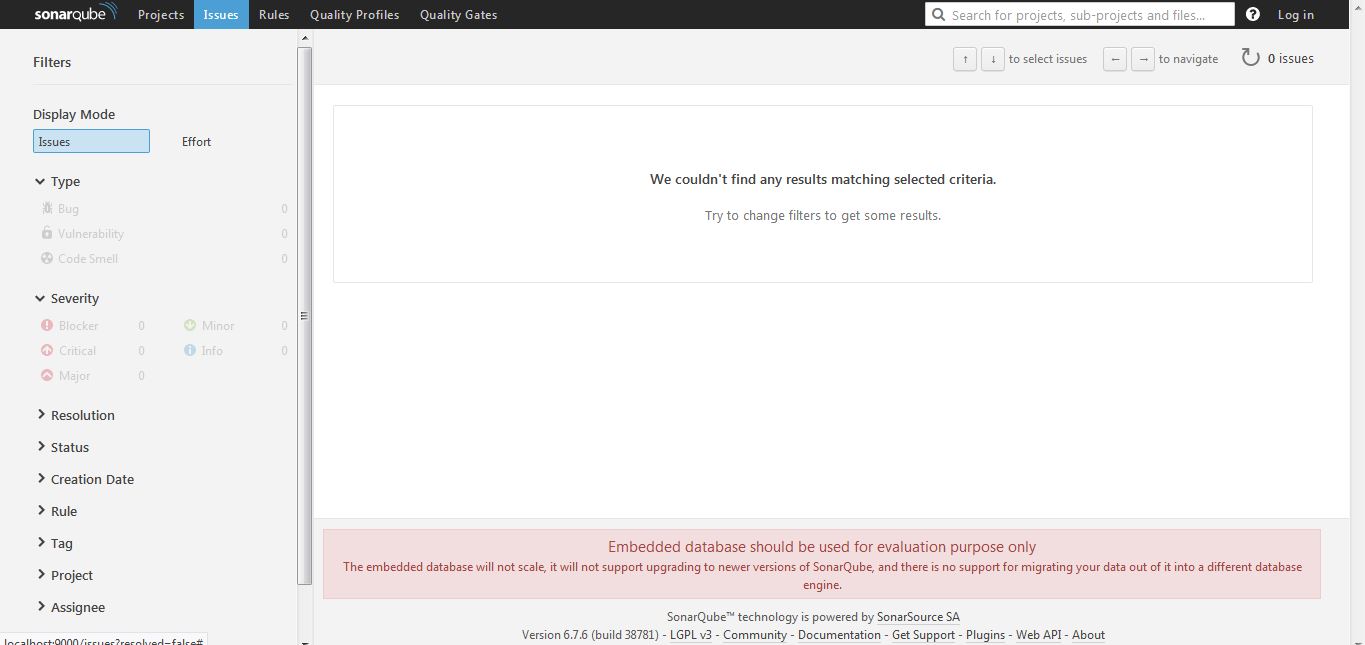 sonarqube Projects Issues Rules Quality Profiles Quality Gates Search for projects, sub-projects and files... ? Log in
Filters
↑ ↓ to select issues ← → to navigate 0 issues
Display Mode
Issues Effort
Type
Bug 0
Vulnerability 0
Code Smell 0
Severity
Blocker 0 Minor 0
Critical 0 Info 0
Major 0
Resolution
Status
Creation Date
Rule
Tag
Project
Assignee
localhost:9000/issues?resolved=false#
We couldn't find any results matching selected criteria.
Try to change filters to get some results.
Embedded database should be used for evaluation purpose only
The embedded database will not scale, it will not support upgrading to newer versions of SonarQube, and there is no support for migrating your data out of it into a different database
engine.
SonarQube™ technology is powered by SonarSource SA
Version 6.7.6 (build 38781) - LGPL v3 - Community - Documentation - Get Support - Plugins - Web API - About